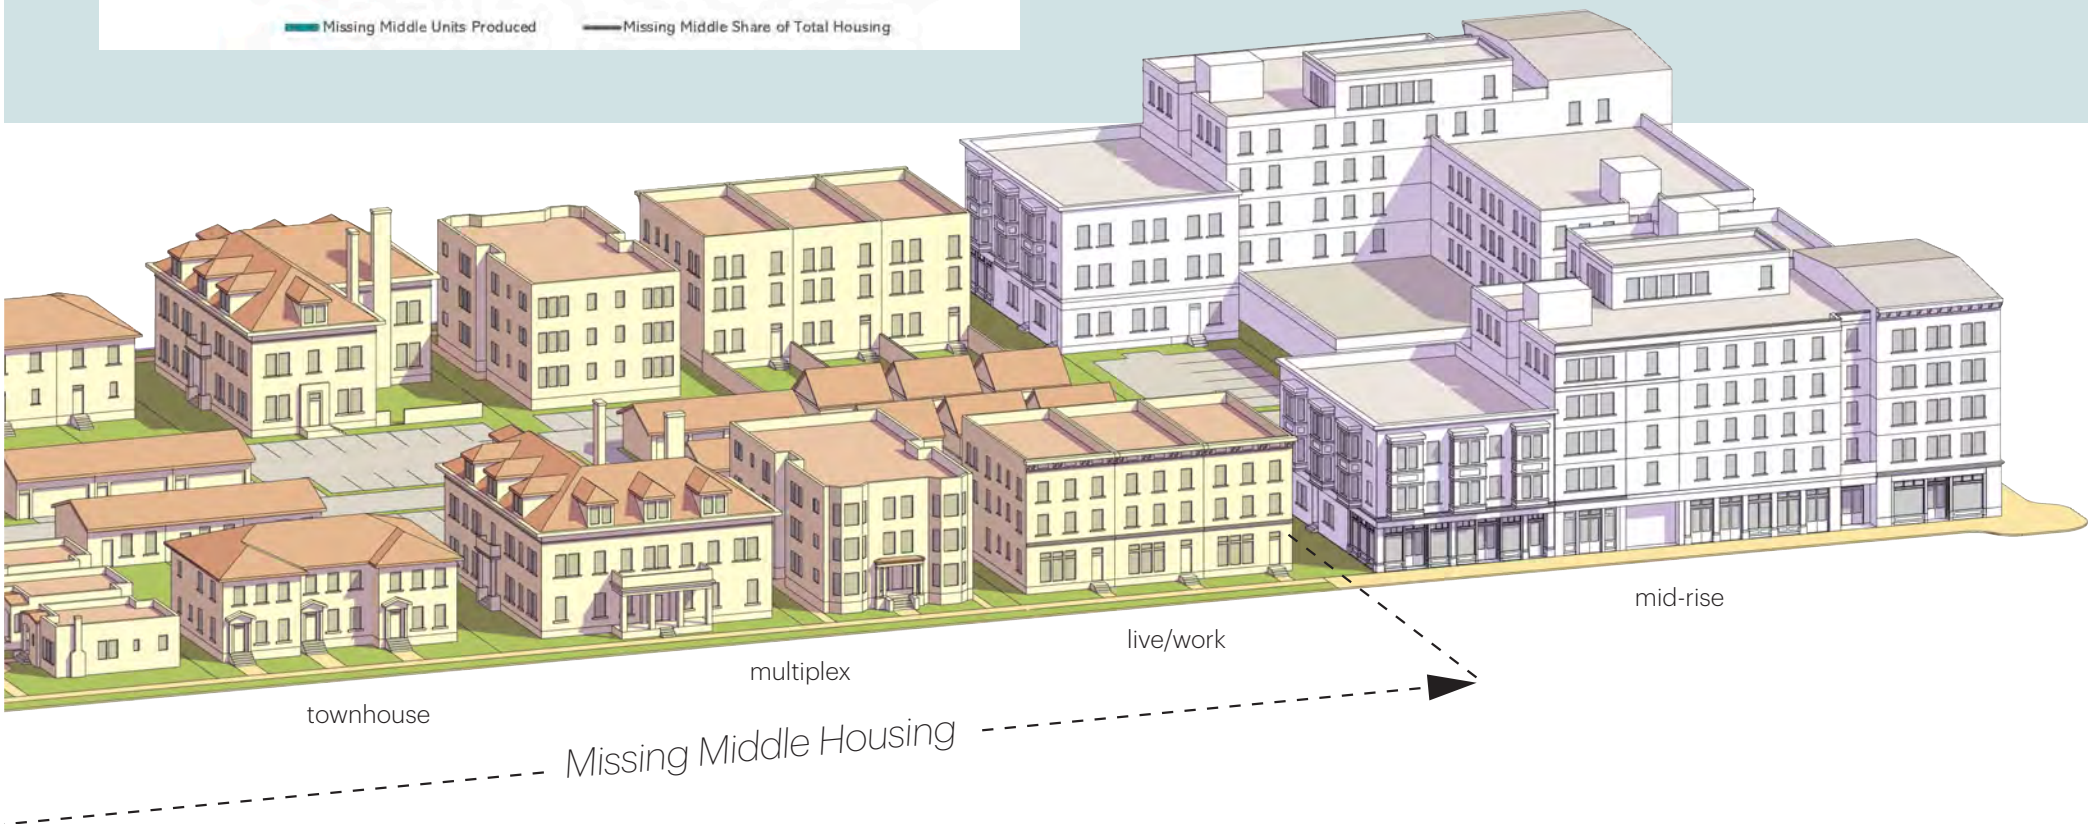 Missing Middle Units Produced Missing Middle Share of Total Housing
mid-rise
live/work
multiplex
townhouse
Missing Middle Housing